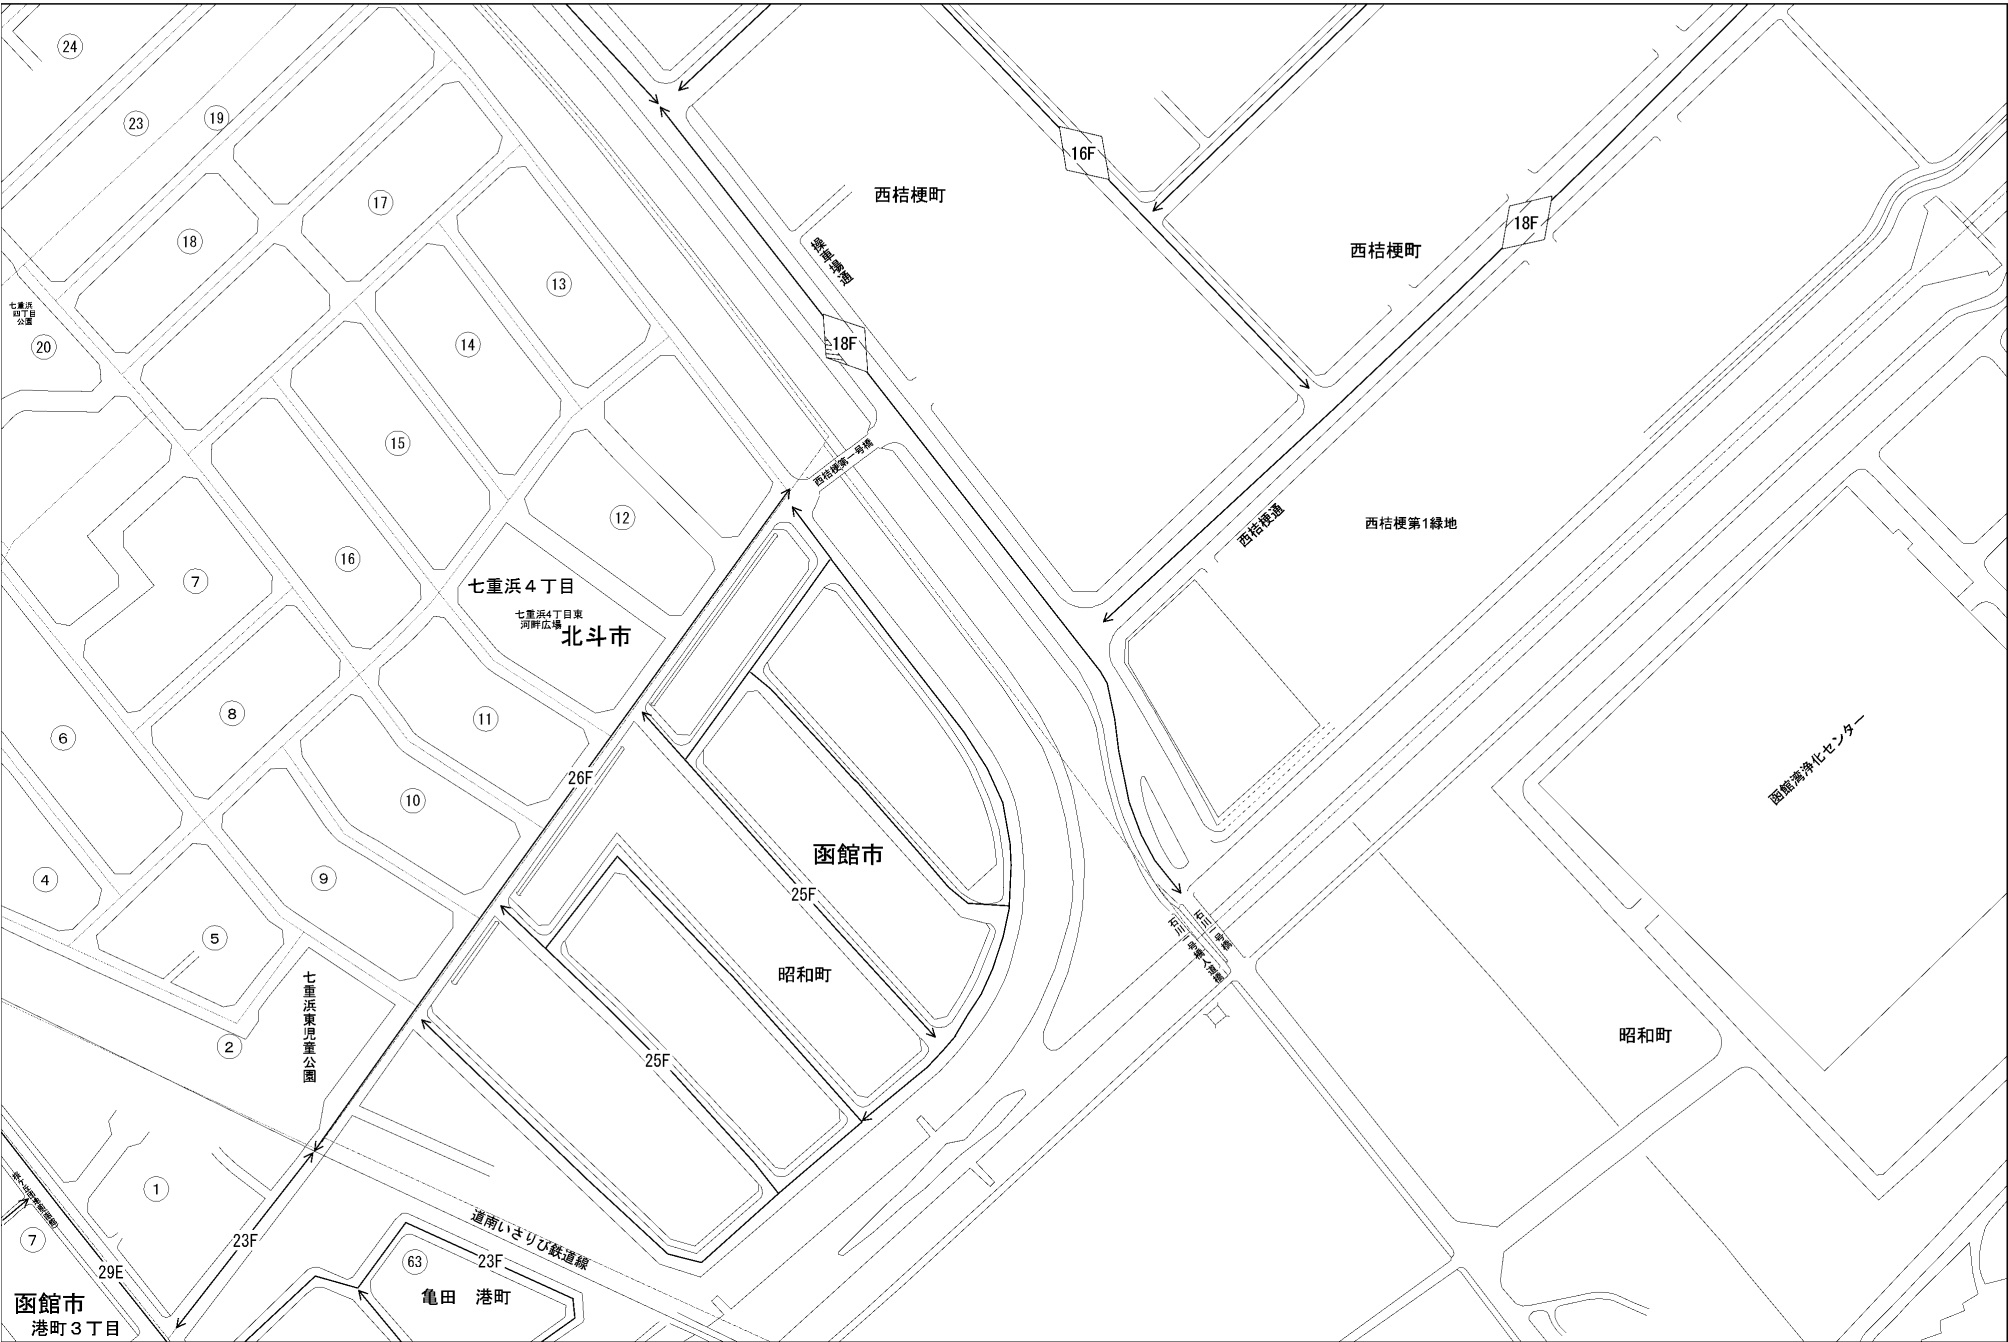 24
23
19
16F
西桔梗町
17
18F
18
操車場通
西桔梗町
13
七重浜
四丁目
公園
20
14
18F
15
西桔梗第一号橋
12
西桔梗通
西桔梗第1緑地
16
7
七重浜４丁目
七重浜4丁目東
河畔広場
北斗市
8
11
6
26F
函館湾浄化センター
10
函館市
4
9
25F
5
石川1号橋
昭和町
七重浜東児童公園
2
昭和町
25F
1
道南いさりび鉄道線
7
23F
29E
63
23F
亀田　港町
函館市
港町３丁目